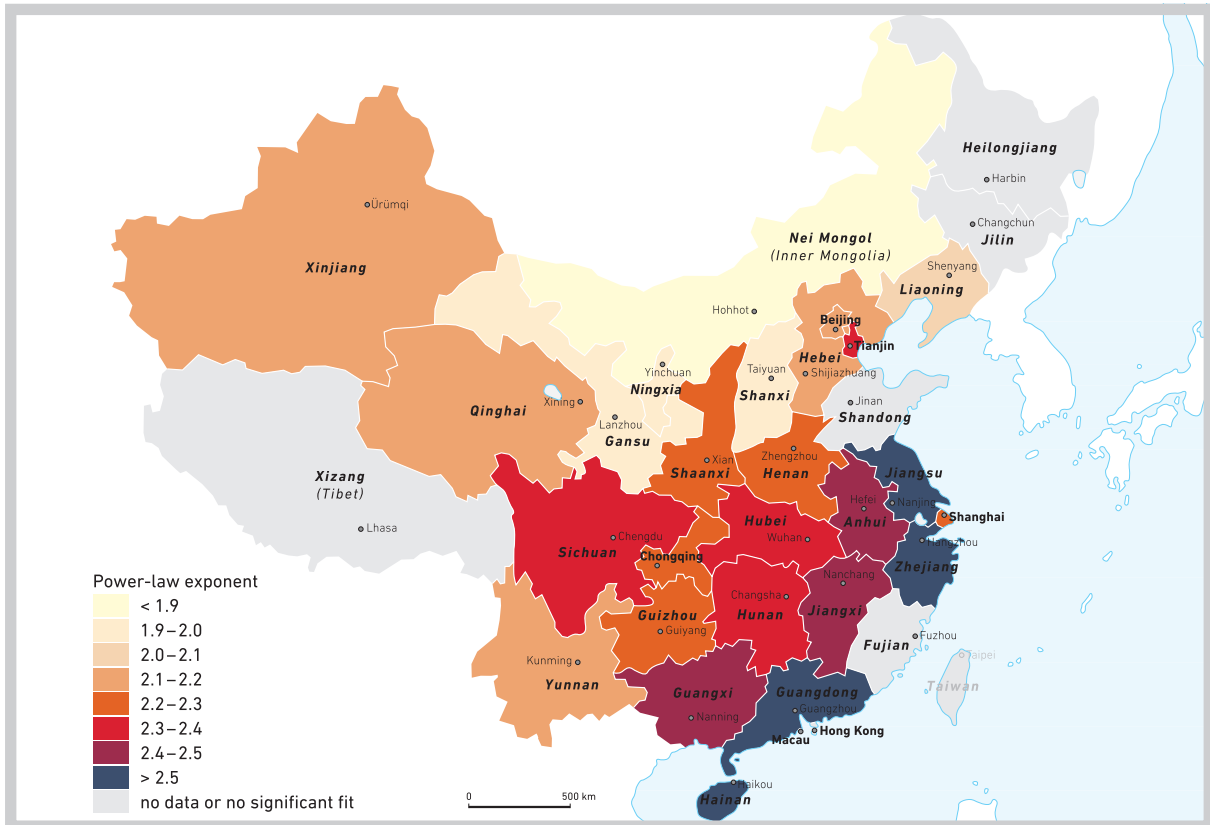 Heilongjiang
Harbin
Changchun
Jilin
Ürümqi
Xinjiang
Nei Mongol
(Inner Mongolia)
Shenyang
Liaoning
Hohhot
Beijing
Tianjin
Hebei
Shijiazhuang
Taiyuan
Shanxi
Yinchuan
Ningxia
Xining
Qinghai
Lanzhou
Gansu
Jinan
Shandong
Xizang
(Tibet)
Lhasa
Xian
Shaanxi
Zhengzhou
Henan
Jiangsu
Nanjing
Hefei
Anhui
Shanghai
Hangzhou
Zhejiang
Hubei
Wuhan
Chengdu
Sichuan
Chongqing
Nanchang
Jiangxi
Changsha
Hunan
Guizhou
Guiyang
Fujian
Fuzhou
Taipei
Taiwan
Kunming
Yunnan
Guangxi
Nanning
Guangdong
Guangzhou
Hong Kong
Macau
Haikou
Hainan
Power-law exponent
< 1.9
1.9–2.0
2.0–2.1
2.1–2.2
2.2–2.3
2.3–2.4
2.4–2.5
> 2.5
no data or no significant fit
0 500 km